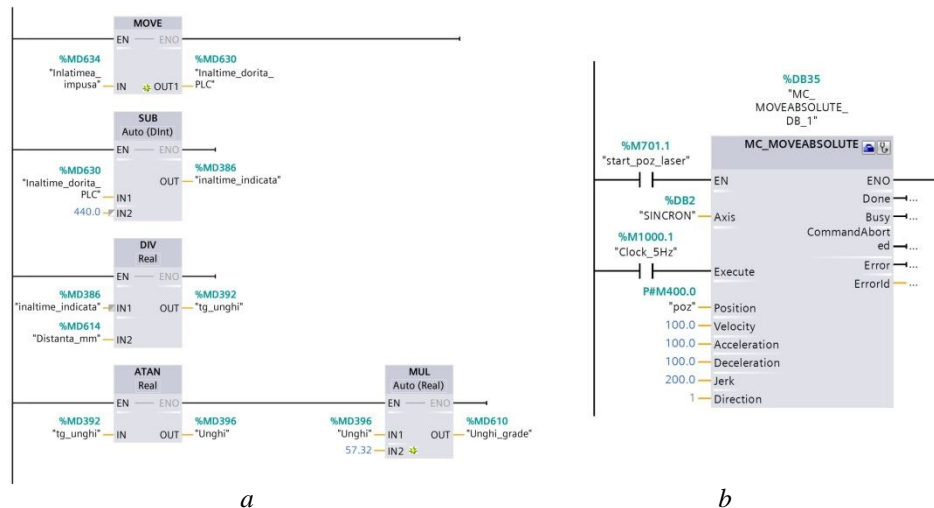 MOVE
EN — ENO
%MD634
"Inlatimea_
impusa"
IN
OUT1
%MD630
"Inaltime_dorita_
PLC"
SUB
Auto (DInt)
EN — ENO
%MD630
"Inaltime_dorita_
PLC"
IN1
440.0
IN2
OUT
%MD386
"inaltime_indicata"
DIV
Real
EN — ENO
%MD386
"inaltime_indicata"
IN1
%MD614
"Distanta_mm"
IN2
OUT
%MD392
"tg_unghi"
ATAN
Real
EN — ENO
%MD392
"tg_unghi"
IN
OUT
%MD396
"Unghi"
MUL
Auto (Real)
EN — ENO
%MD396
"Unghi"
IN1
57.32
IN2
OUT
%MD610
"Unghi_grade"
a
%DB35
"MC_
MOVEABSOLUTE_
DB_1"
MC_MOVEABSOLUTE
%M701.1
"start_poz_laser"
EN
ENO
Done ...
%DB2
"SINCRON"
Axis
Busy ...
CommandAbort
ed ...
%M1000.1
"Clock_5Hz"
Execute
Error ...
ErrorId ...
P#M400.0
"poz"
Position
100.0
Velocity
100.0
Acceleration
100.0
Deceleration
200.0
Jerk
1
Direction
b